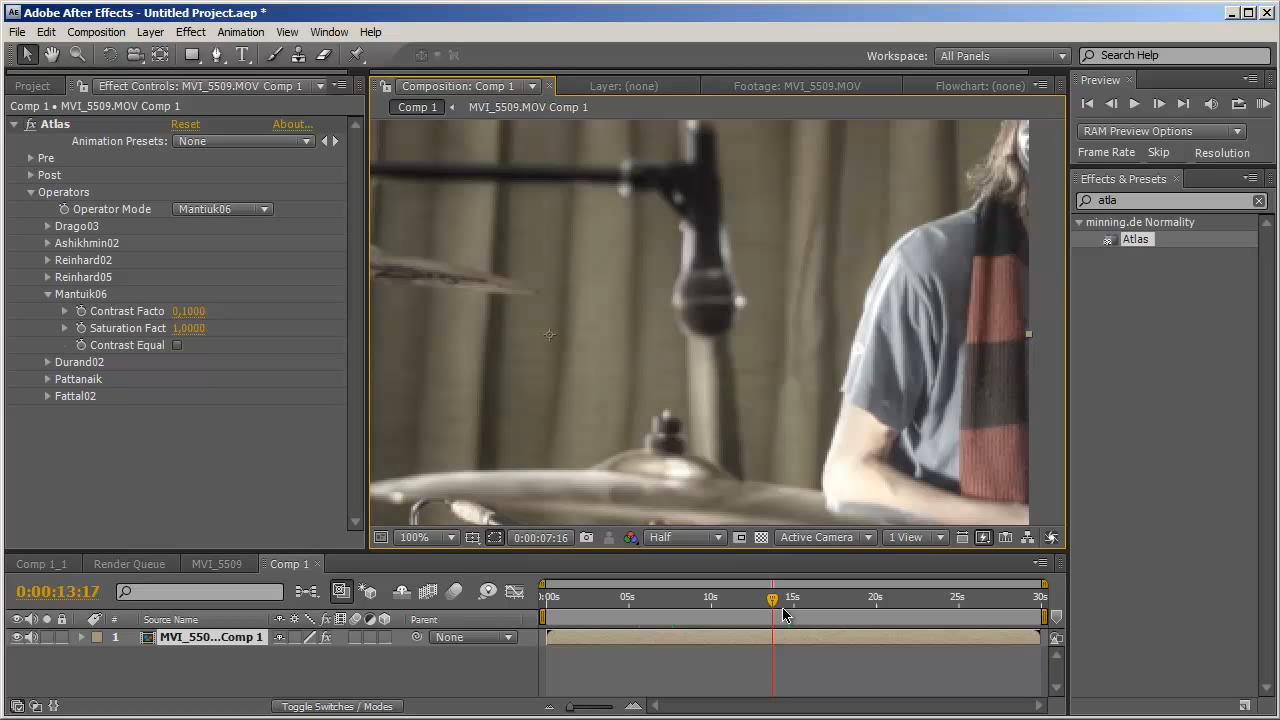 Adobe After Effects - Untitled Project.aep *
File Edit Composition Layer Effect Animation View Window Help
Workspace: All Panels Search Help
Project Effect Controls: MVI_5509.MOV Comp 1
Composition: Comp 1 Layer: (none) Footage: MVI_5509.MOV Flowchart: (none)
Preview
Comp 1 • MVI_5509.MOV Comp 1
Comp 1 MVI_5509.MOV Comp 1
fx Atlas Reset About...
Animation Presets: None
Pre
Post
Operators
Operator Mode Mantiuk06
Drago03
Ashikhmin02
Reinhard02
Reinhard05
Mantuik06
Contrast Facto 0,1000
Saturation Fact 1,0000
Contrast Equal
Durand02
Pattanaik
Fattal02
RAM Preview Options
Frame Rate Skip Resolution
Effects & Presets
atla
minning.de Normality
Atlas
100% 0:00:07:16 Half Active Camera 1 View
Comp 1_1 Render Queue MVI_5509 Comp 1
0:00:13:17
0:00s 05s 10s 15s 20s 25s 30s
# Source Name Parent
1 MVI_550...Comp 1 None
Toggle Switches / Modes